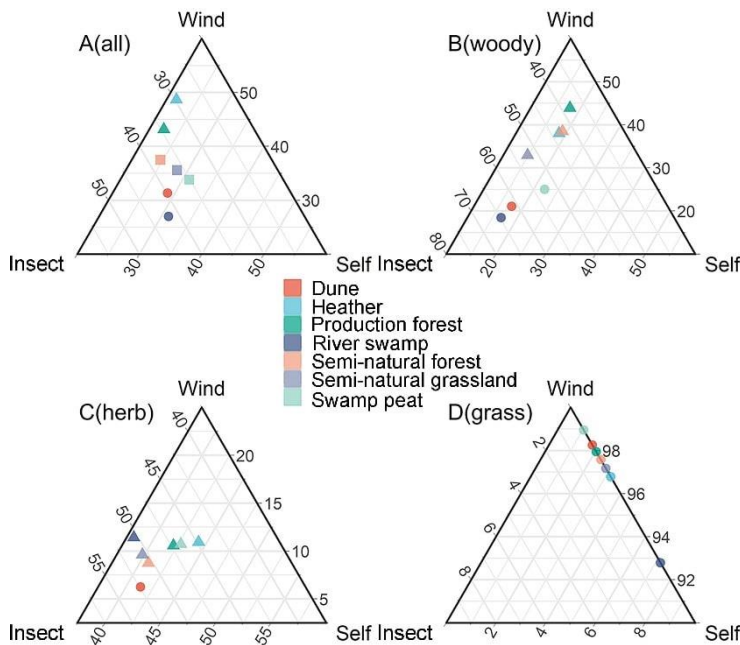 Wind
A(all)
30
40
50
50
40
30
Insect
Self
30
40
50
Wind
B(woody)
40
50
60
70
80
50
40
30
20
Insect
Self
20
30
40
50
Dune
Heather
Production forest
River swamp
Semi-natural forest
Semi-natural grassland
Swamp peat
Wind
C(herb)
40
45
50
55
20
15
10
5
Insect
Self
40
45
50
55
Wind
D(grass)
2
4
6
8
98
96
94
92
Insect
Self
2
4
6
8